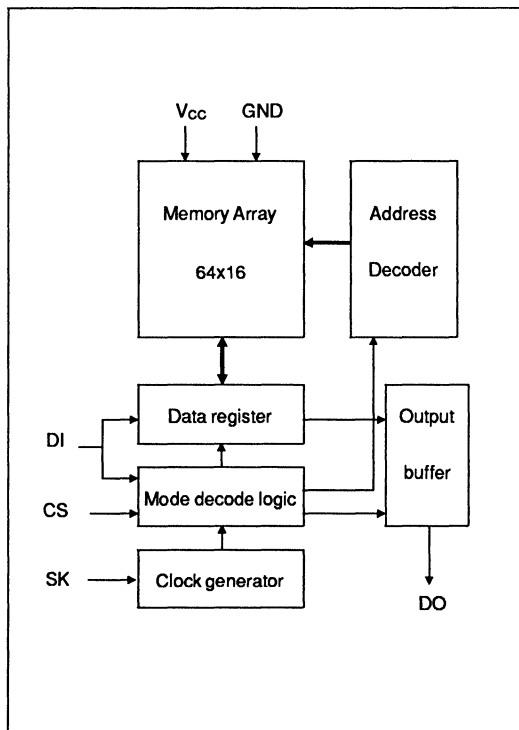 Vcc GND
Memory Array
64x16
Address
Decoder
Data register
Output
buffer
DI
Mode decode logic
CS
SK
Clock generator
DO